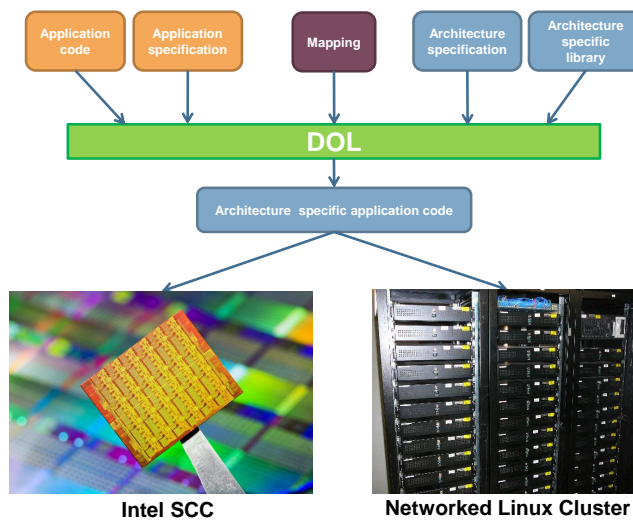 Application
code
Application
specification
Mapping
Architecture
specification
Architecture
specific
library
DOL
Architecture specific application code
Intel SCC
Networked Linux Cluster